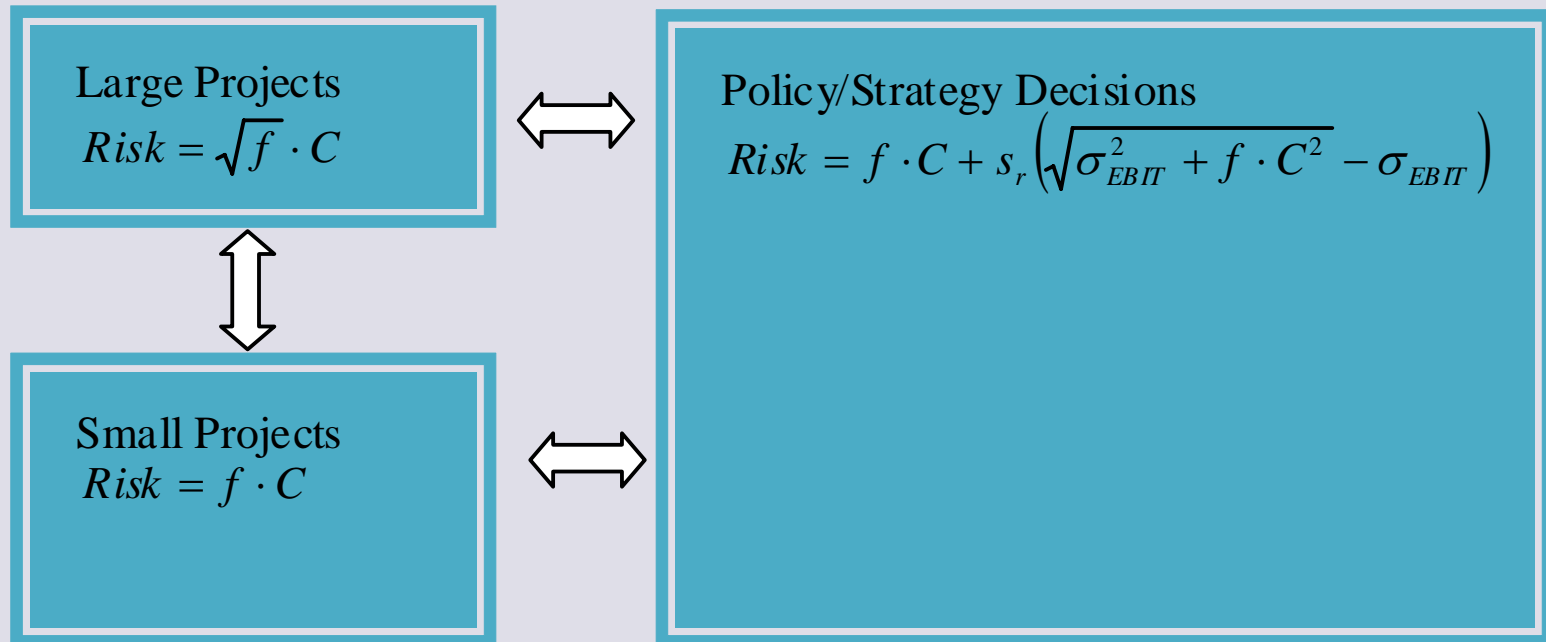 Large Projects
Risk = √f · C
Policy/Strategy Decisions
Risk = f · C + s_r(√(σ²_EBIT + f · C²) − σ_EBIT)
Small Projects
Risk = f · C